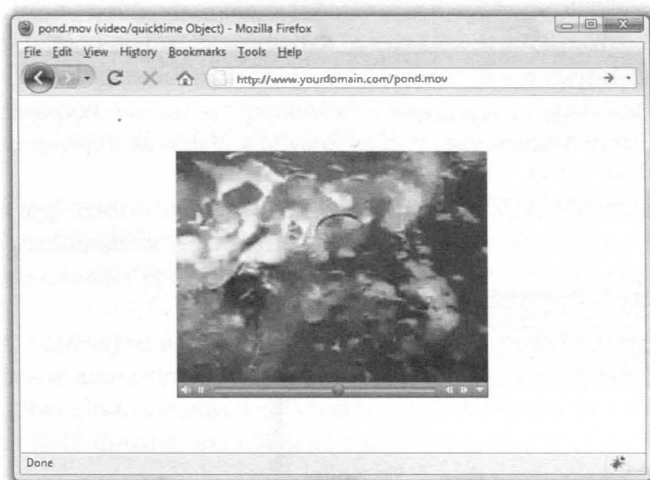 pond.mov (video/quicktime Object) - Mozilla Firefox
File Edit View History Bookmarks Tools Help
http://www.yourdomain.com/pond.mov
Done